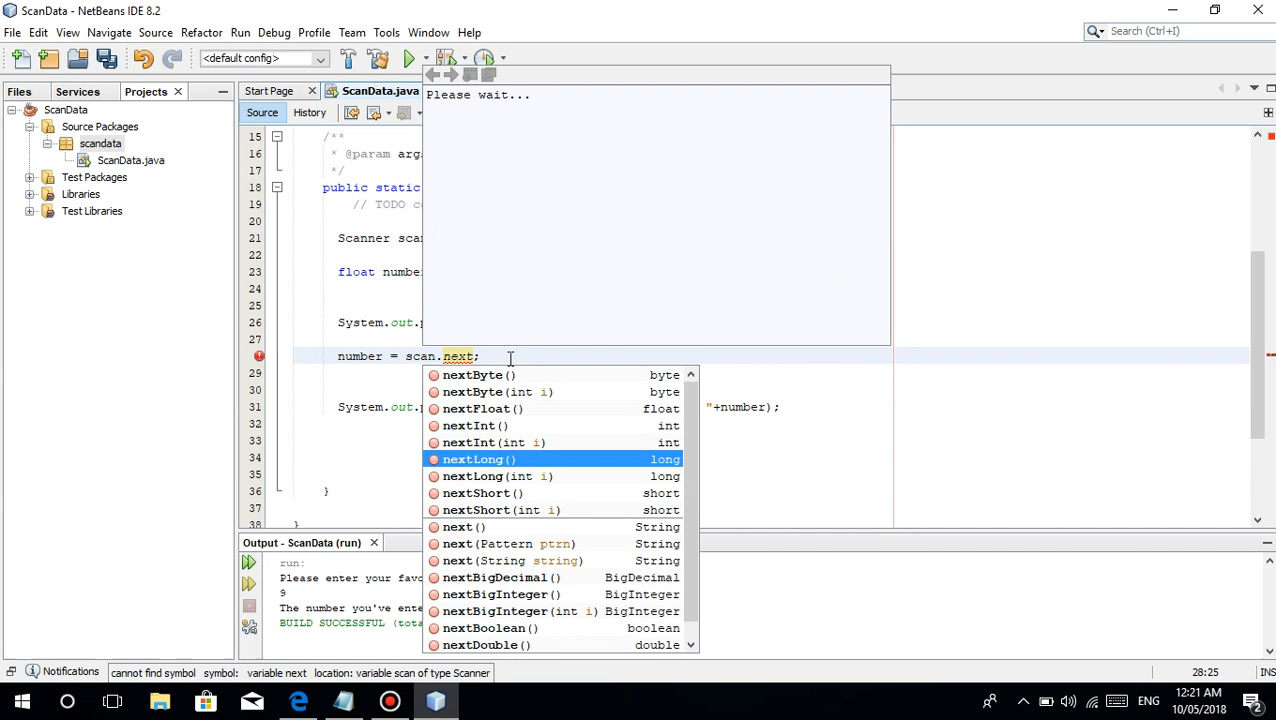 ScanData - NetBeans IDE 8.2
File Edit View Navigate Source Refactor Run Debug Profile Team Tools Window Help
Search (Ctrl+I)
<default config>
Files Services Projects
Start Page ScanData.java
Source History
ScanData
Source Packages
scandata
ScanData.java
Test Packages
Libraries
Test Libraries
Please wait...
15 /**
16 * @param args
17 */
18 public static
19 // TODO
20
21 Scanner
22
23 float
24
25
26 System.out.
27
number = scan.next;
29
30
31 System.out. "+number);
32
33
34
35
36 }
37
38 }
nextByte() byte
nextByte(int i) byte
nextFloat() float
nextInt() int
nextInt(int i) int
nextLong() long
nextLong(int i) long
nextShort() short
nextShort(int i) short
next() String
next(Pattern ptrn) String
next(String string) String
nextBigDecimal() BigDecimal
nextBigInteger() BigInteger
nextBigInteger(int i) BigInteger
nextBoolean() boolean
nextDouble() double
Output - ScanData (run)
run:
Please enter your
9
The number you've
BUILD SUCCESSFUL
Notifications cannot find symbol symbol: variable next location: variable scan of type Scanner 28:25 INS
ENG
12:21 AM
10/05/2018
2